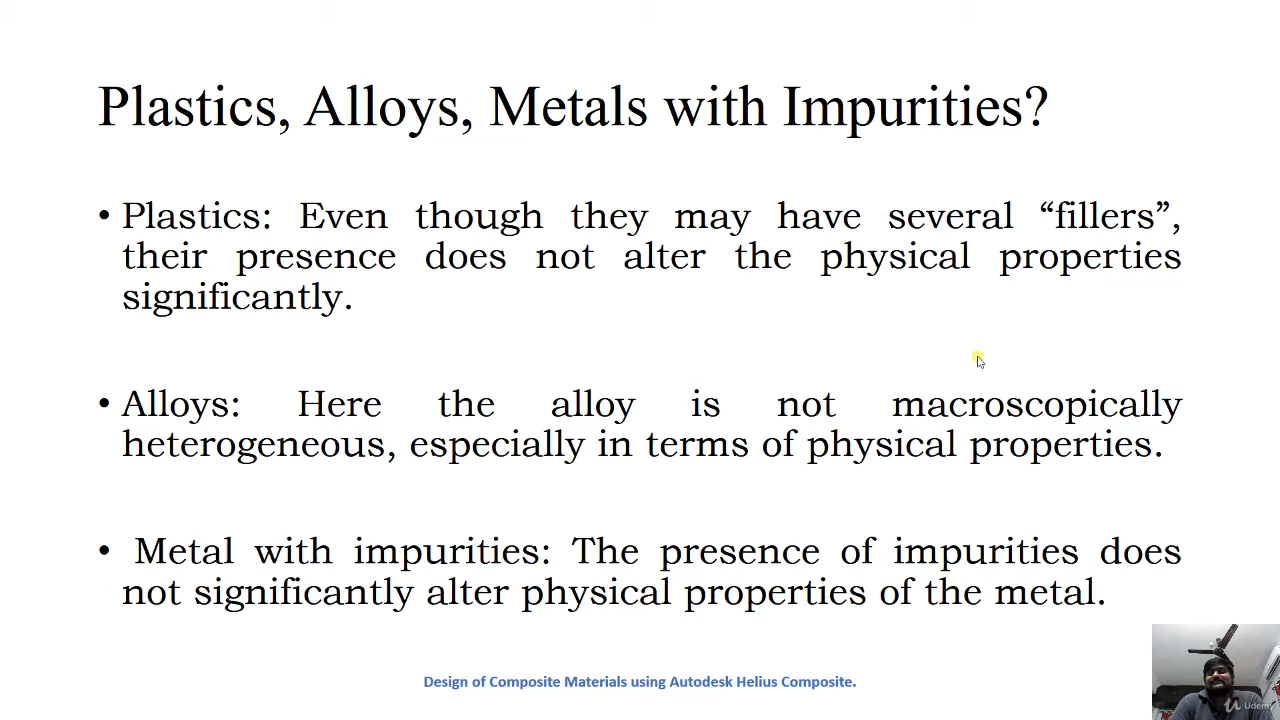 Plastics, Alloys, Metals with Impurities?
• Plastics: Even though they may have several “fillers”,
their presence does not alter the physical properties
significantly.
• Alloys: Here the alloy is not macroscopically
heterogeneous, especially in terms of physical properties.
• Metal with impurities: The presence of impurities does
not significantly alter physical properties of the metal.
Design of Composite Materials using Autodesk Helius Composite.
Udemy